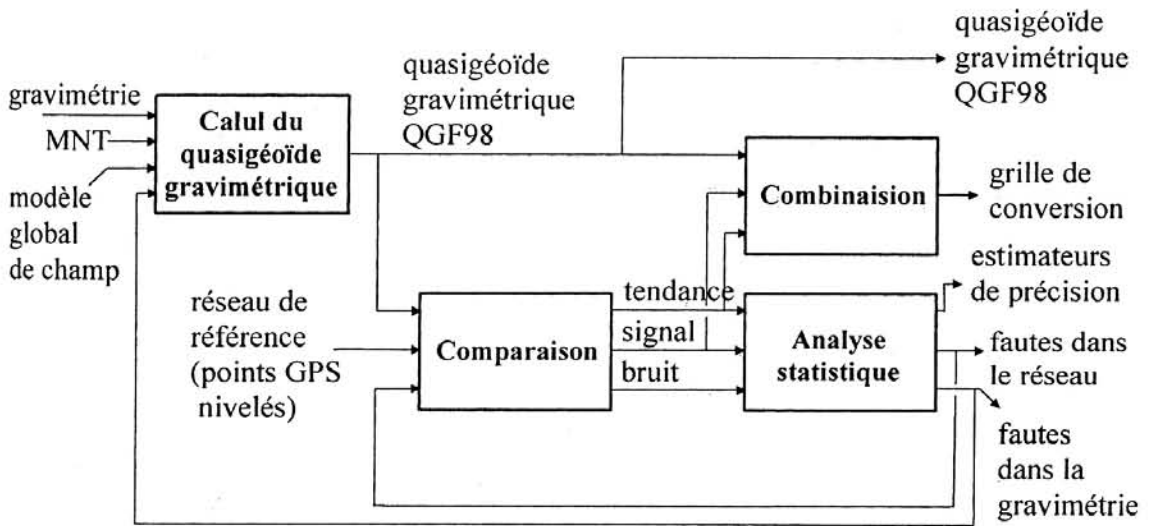 quasigéoïde
gravimétrique
QGF98
quasigéoïde
gravimétrique
QGF98
gravimétrie
MNT
modèle
global
de champ
Calul du
quasigéoïde
gravimétrique
Combinaision
grille de
conversion
estimateurs
de précision
réseau de
référence
(points GPS
nivelés)
Comparaison
tendance
signal
bruit
Analyse
statistique
fautes dans
le réseau
fautes
dans la
gravimétrie